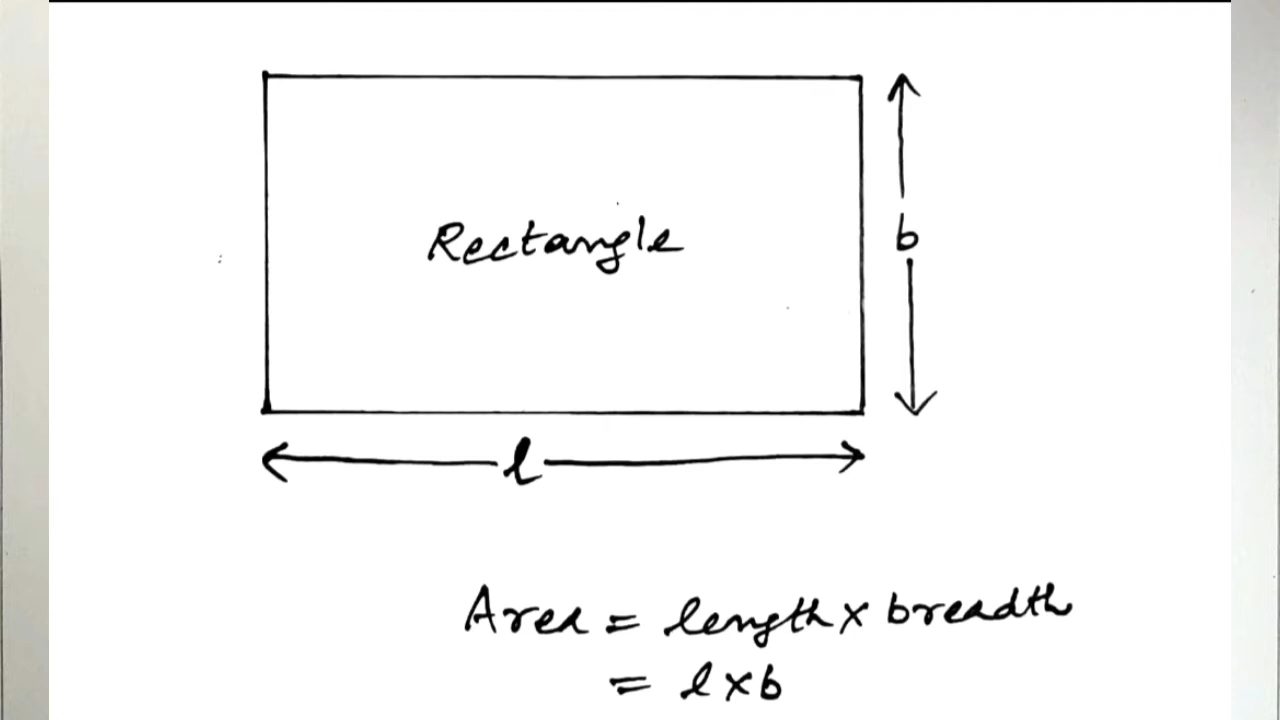 Rectangle
b
l
Area = length x breadth
= l x b